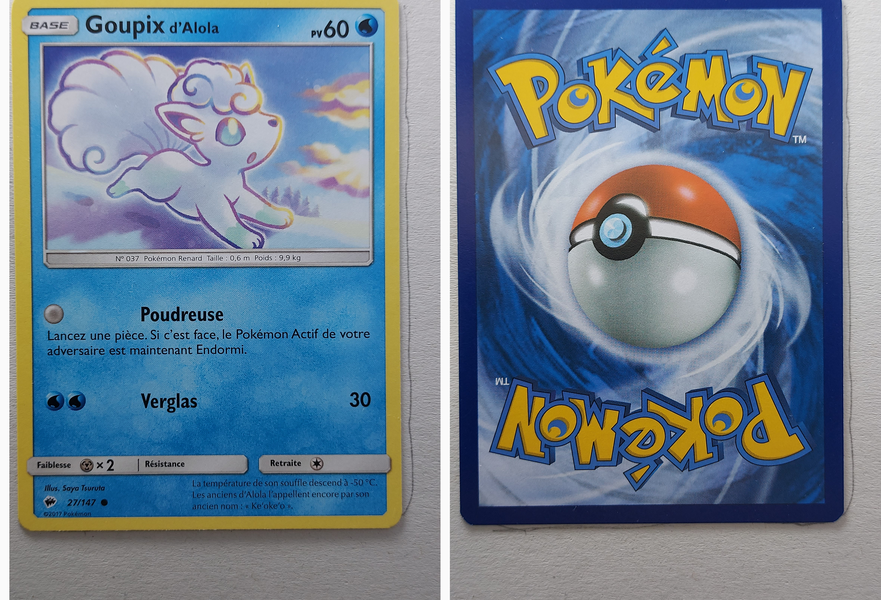 BASE Goupix d'Alola PV 60
N° 037 Pokémon Renard Taille : 0,6 m Poids : 9,9 kg
Poudreuse
Lancez une pièce. Si c'est face, le Pokémon Actif de votre
adversaire est maintenant Endormi.
Verglas 30
Faiblesse ×2 Résistance Retraite
Illus. Saya Tsuruta
27/147
©2017 Pokémon
La température de son souffle descend à -50 °C.
Les anciens d'Alola l'appellent encore par son
ancien nom : « Ke'oke'o ».
POKéMON
TM
TM
POKéMON